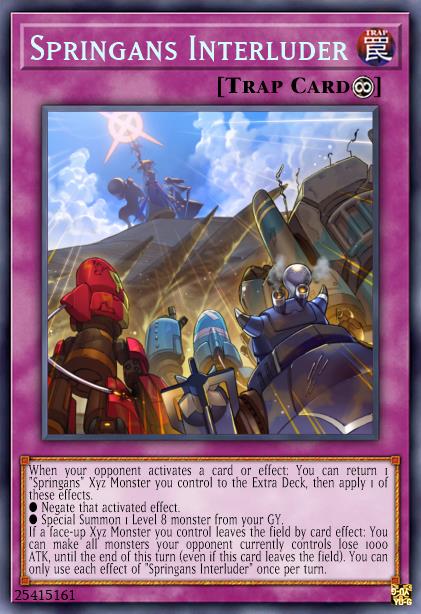 Springans Interluder
TRAP
罠
[Trap Card]
When your opponent activates a card or effect: You can return 1
"Springans" Xyz Monster you control to the Extra Deck, then apply 1 of
these effects.
● Negate that activated effect.
● Special Summon 1 Level 8 monster from your GY.
If a face-up Xyz Monster you control leaves the field by card effect: You
can make all monsters your opponent currently controls lose 1000
ATK, until the end of this turn (even if this card leaves the field). You can
only use each effect of "Springans Interluder" once per turn.
25415161